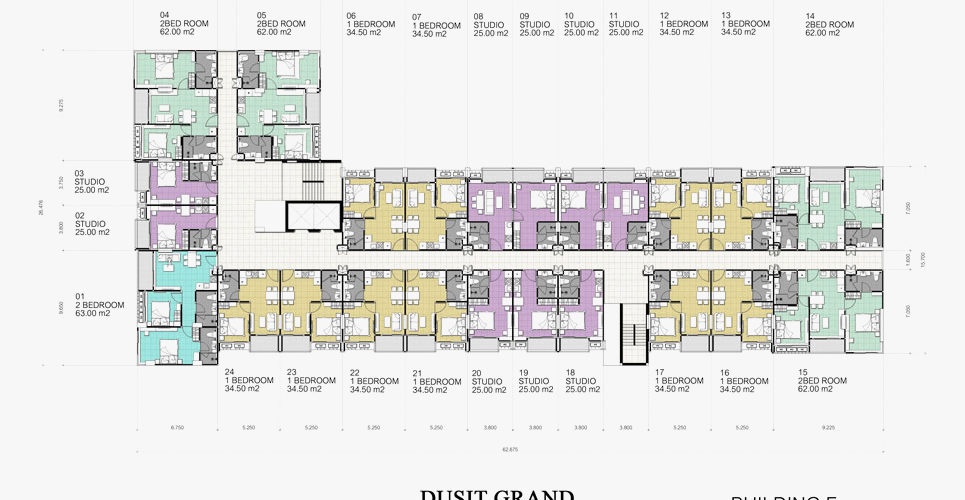 04
2BED ROOM
62.00 m2
05
2BED ROOM
62.00 m2
06
1 BEDROOM
34.50 m2
07
1 BEDROOM
34.50 m2
08
STUDIO
25.00 m2
09
STUDIO
25.00 m2
10
STUDIO
25.00 m2
11
STUDIO
25.00 m2
12
1 BEDROOM
34.50 m2
13
1 BEDROOM
34.50 m2
14
2BED ROOM
62.00 m2
9.275
03
STUDIO
25.00 m2
3.750
26.476
02
STUDIO
25.00 m2
3.800
7.050
1.600
15.700
01
2 BEDROOM
63.00 m2
9.650
7.050
24
1 BEDROOM
34.50 m2
23
1 BEDROOM
34.50 m2
22
1 BEDROOM
34.50 m2
21
1 BEDROOM
34.50 m2
20
STUDIO
25.00 m2
19
STUDIO
25.00 m2
18
STUDIO
25.00 m2
17
1 BEDROOM
34.50 m2
16
1 BEDROOM
34.50 m2
15
2BED ROOM
62.00 m2
6.750 5.250 5.250 5.250 5.250 3.800 3.800 3.900 3.800 5.250 5.250 9.225
62.675
DUSIT GRAND